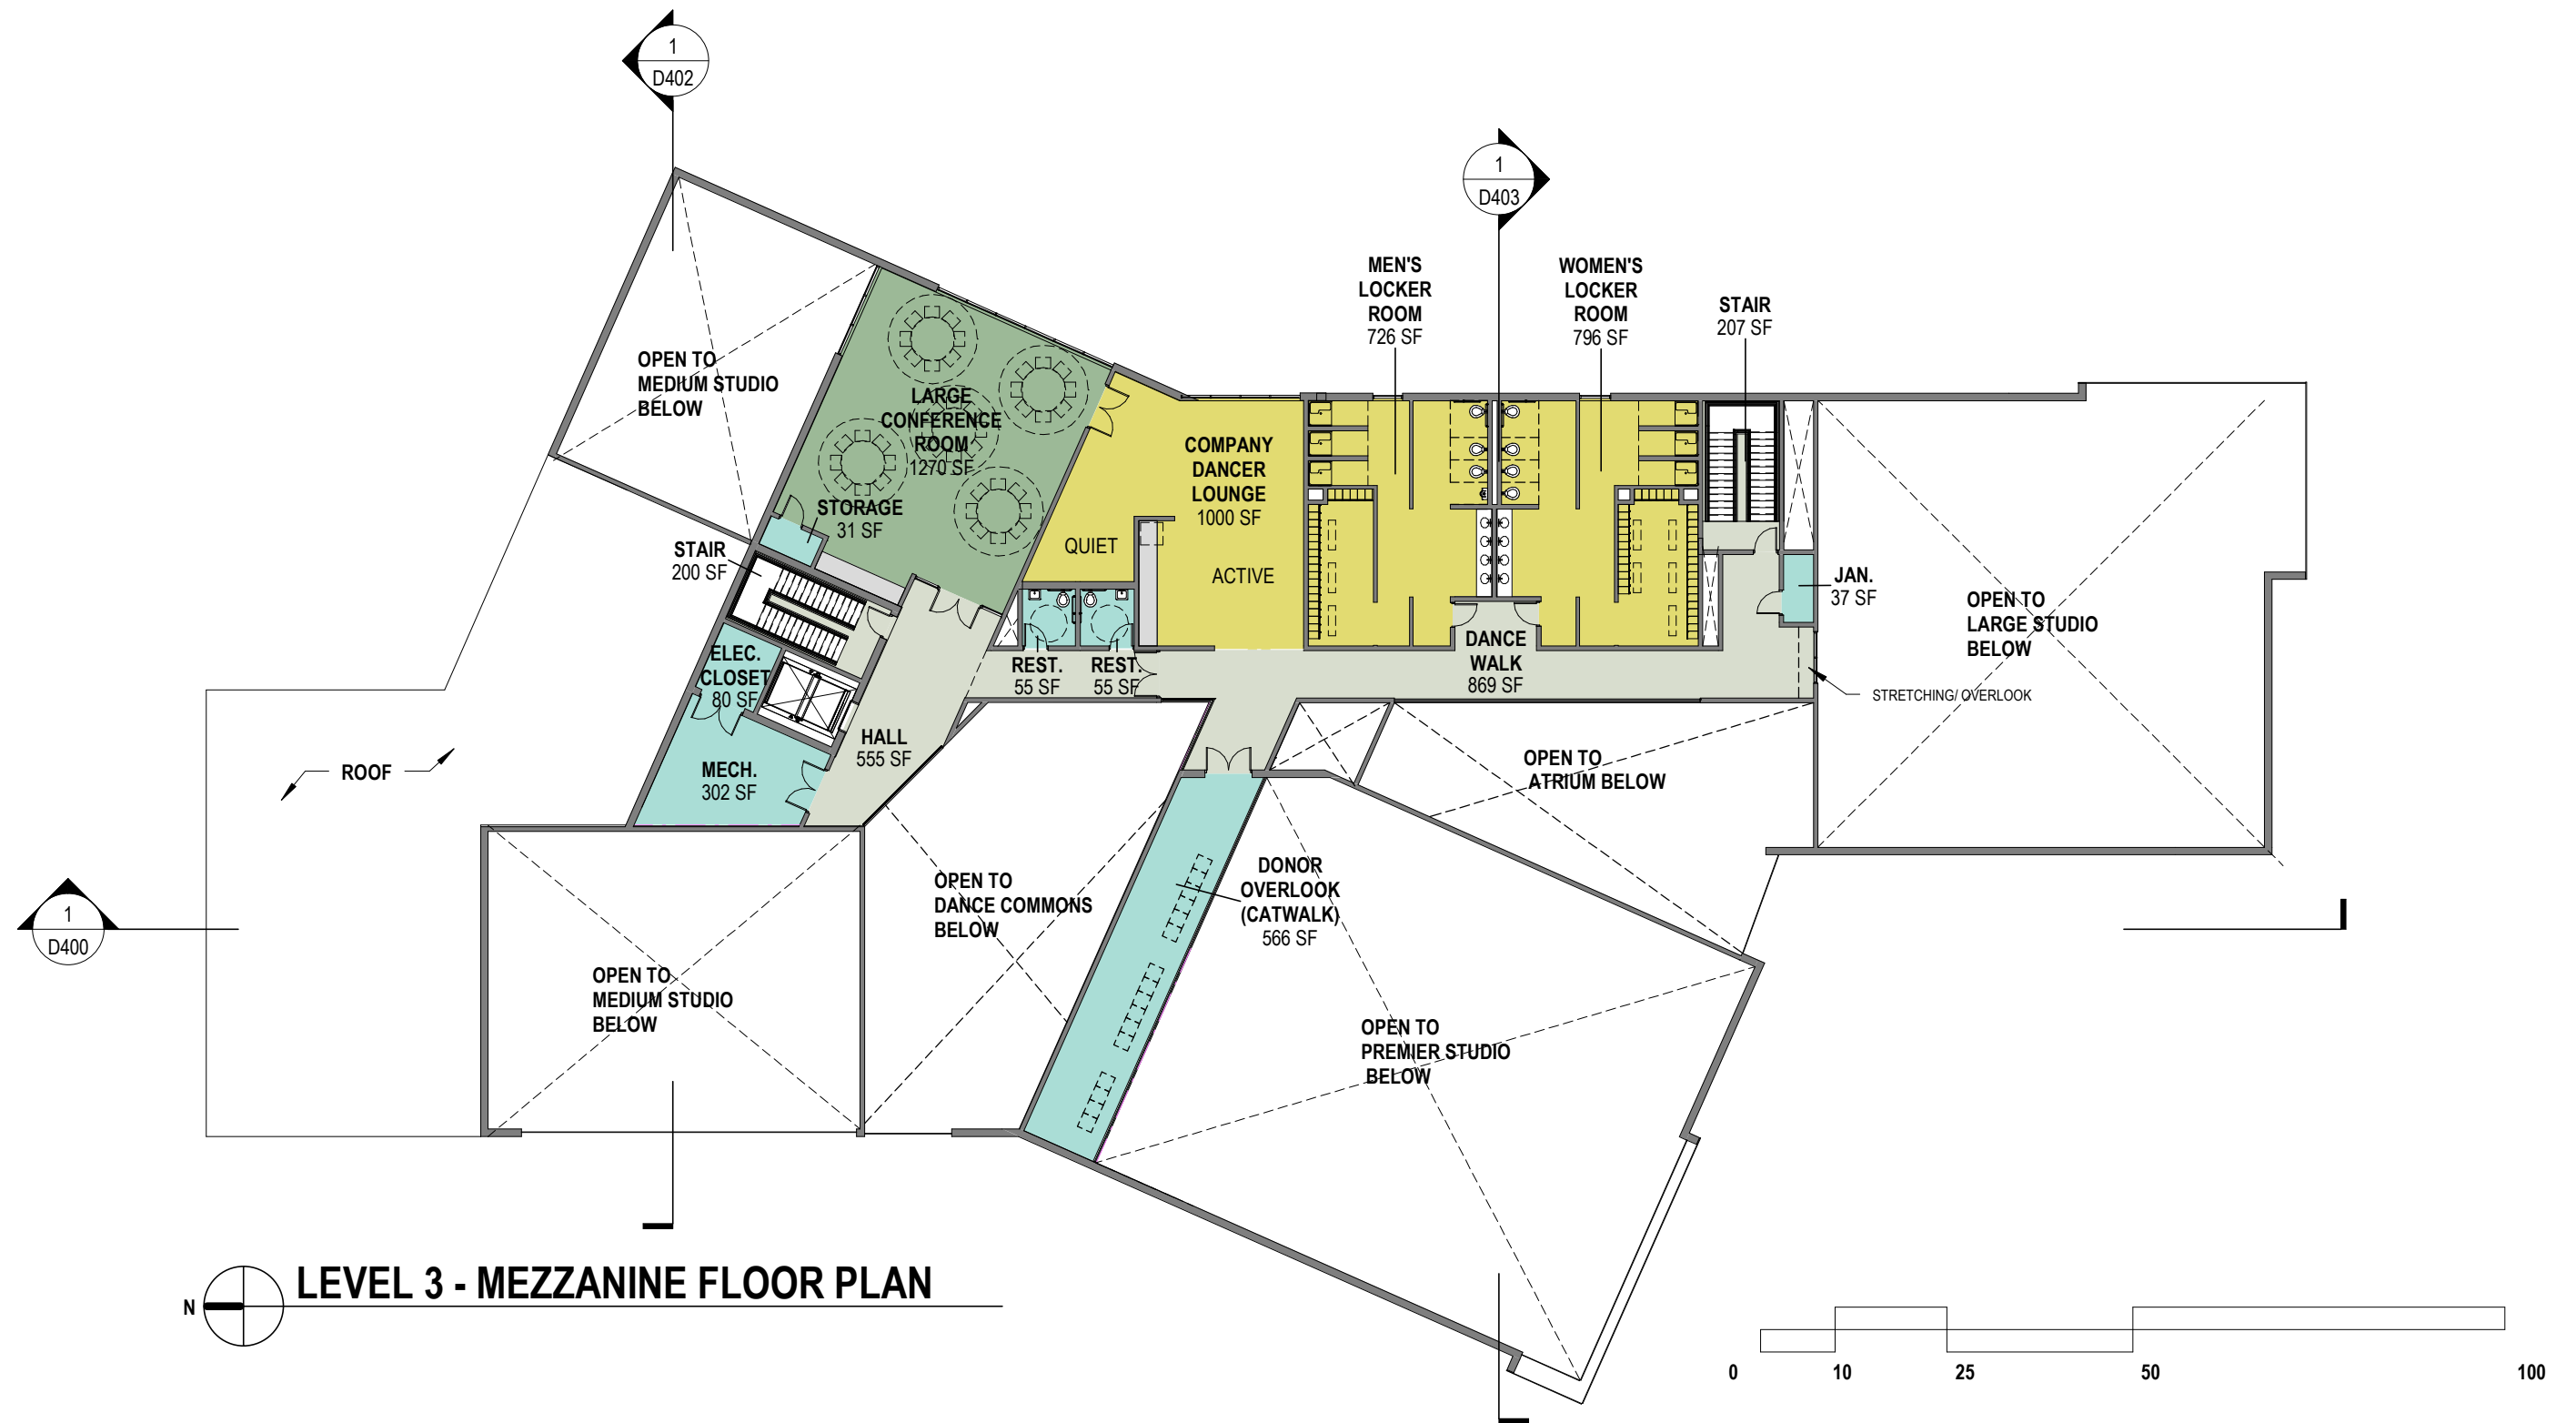 1
D402
1
D403
MEN'S
LOCKER
ROOM
726 SF
WOMEN'S
LOCKER
ROOM
796 SF
STAIR
207 SF
OPEN TO
MEDIUM STUDIO
BELOW
LARGE
CONFERENCE
ROOM
1270 SF
COMPANY
DANCER
LOUNGE
1000 SF
STORAGE
31 SF
QUIET
ACTIVE
STAIR
200 SF
JAN.
37 SF
OPEN TO
LARGE STUDIO
BELOW
ELEC.
CLOSET
80 SF
REST.
55 SF
REST.
55 SF
DANCE
WALK
869 SF
STRETCHING/ OVERLOOK
HALL
555 SF
ROOF
MECH.
302 SF
OPEN TO
ATRIUM BELOW
1
D400
OPEN TO
DANCE COMMONS
BELOW
DONOR
OVERLOOK
(CATWALK)
566 SF
OPEN TO
MEDIUM STUDIO
BELOW
OPEN TO
PREMIER STUDIO
BELOW
N
LEVEL 3 - MEZZANINE FLOOR PLAN
0 10 25 50 100